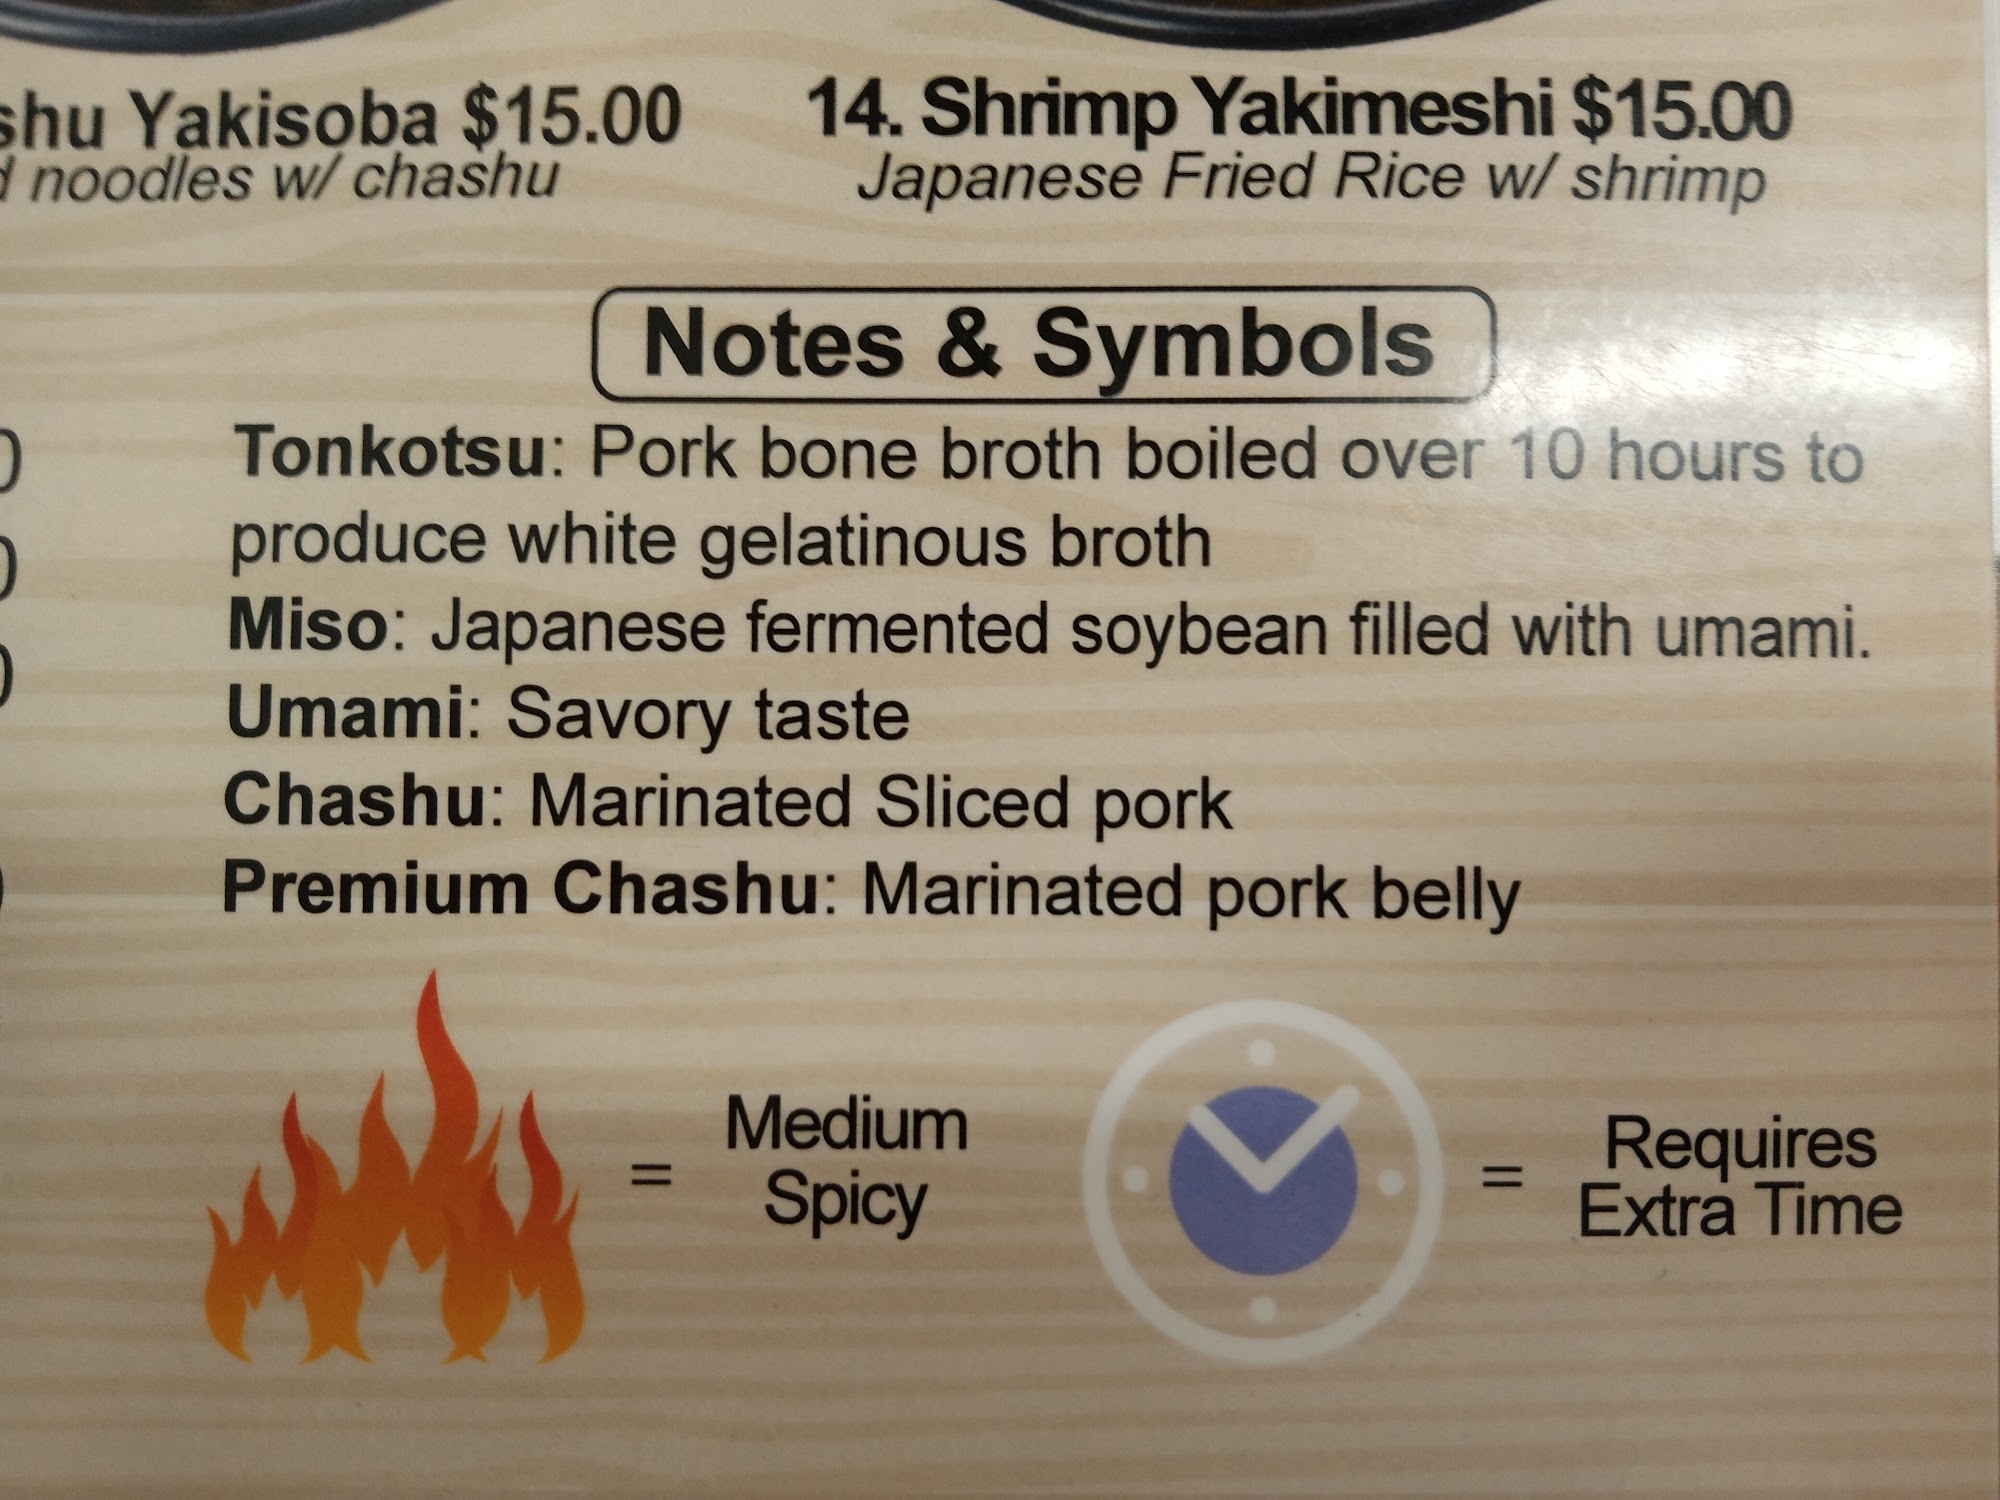 shu Yakisoba $15.00
noodles w/ chashu
14. Shrimp Yakimeshi $15.00
Japanese Fried Rice w/ shrimp
Notes & Symbols
Tonkotsu: Pork bone broth boiled over 10 hours to
produce white gelatinous broth
Miso: Japanese fermented soybean filled with umami.
Umami: Savory taste
Chashu: Marinated Sliced pork
Premium Chashu: Marinated pork belly
= Medium
Spicy
= Requires
Extra Time